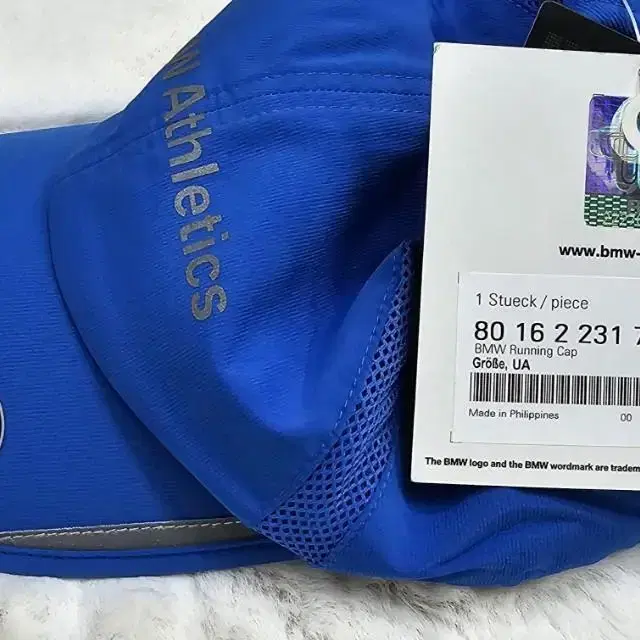 W Athletics
www.bmw-
1 Stueck / piece
80 16 2 231 7
BMW Running Cap
Größe, UA
Made in Philippines 00
The BMW logo and the BMW wordmark are tradem